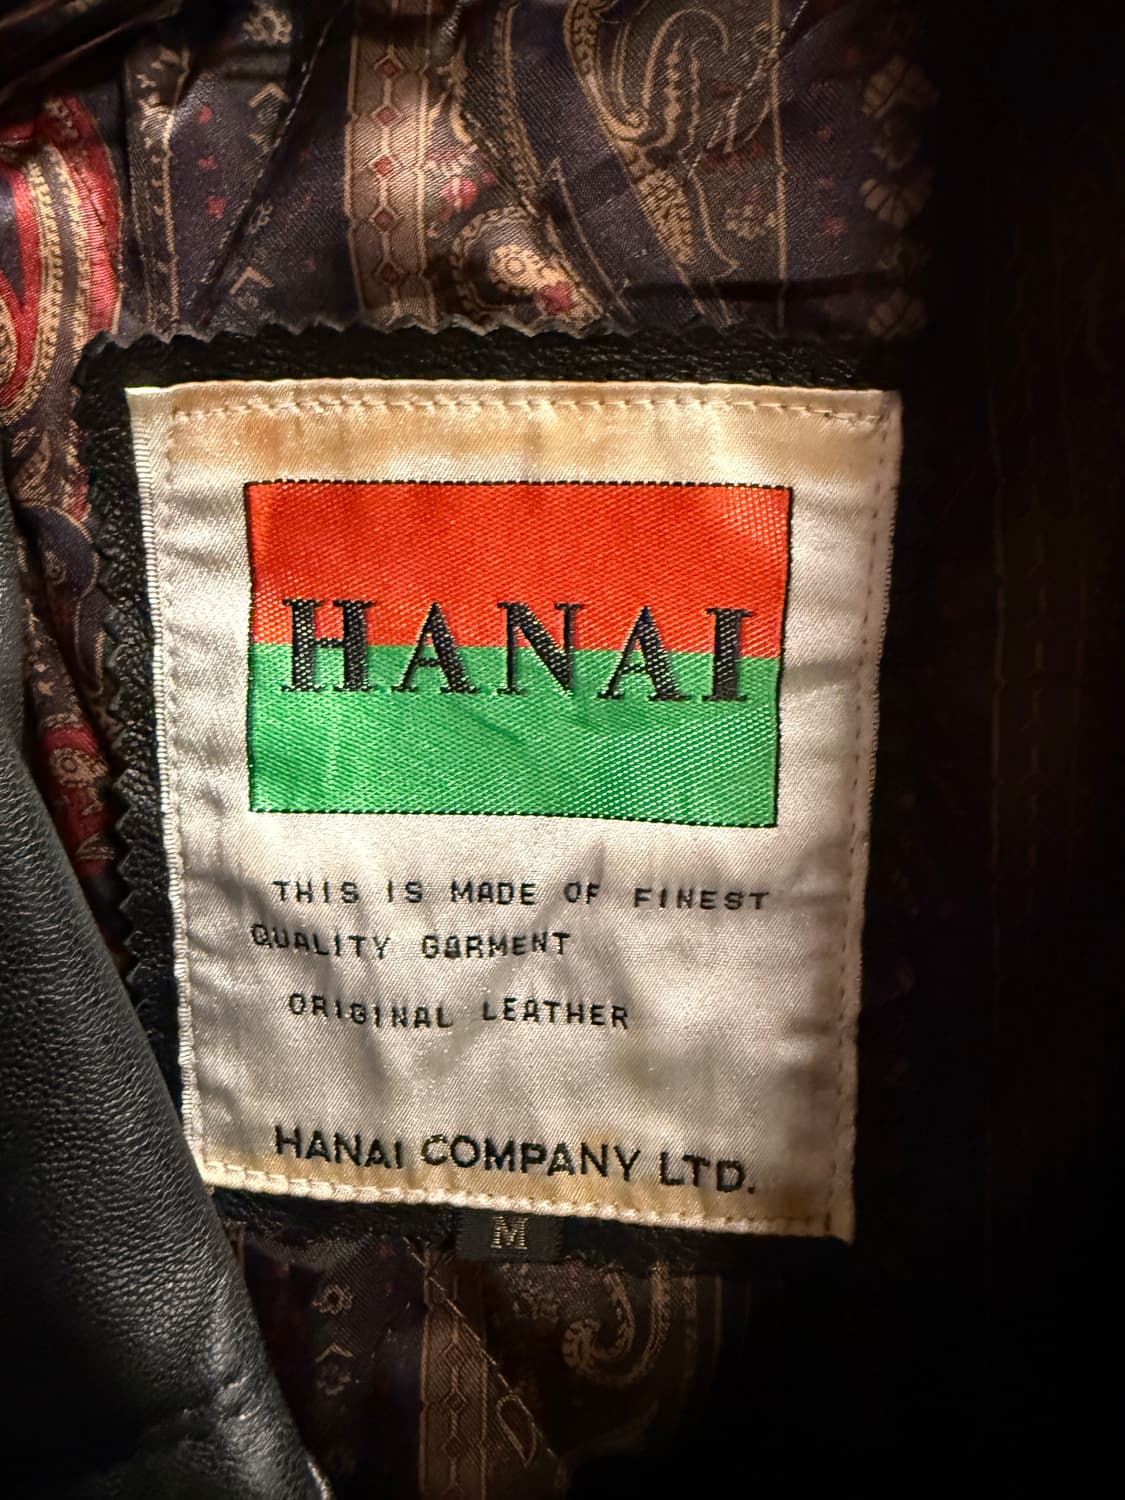 HANAI
THIS IS MADE OF FINEST
QUALITY GARMENT
ORIGINAL LEATHER
HANAI COMPANY LTD.
M